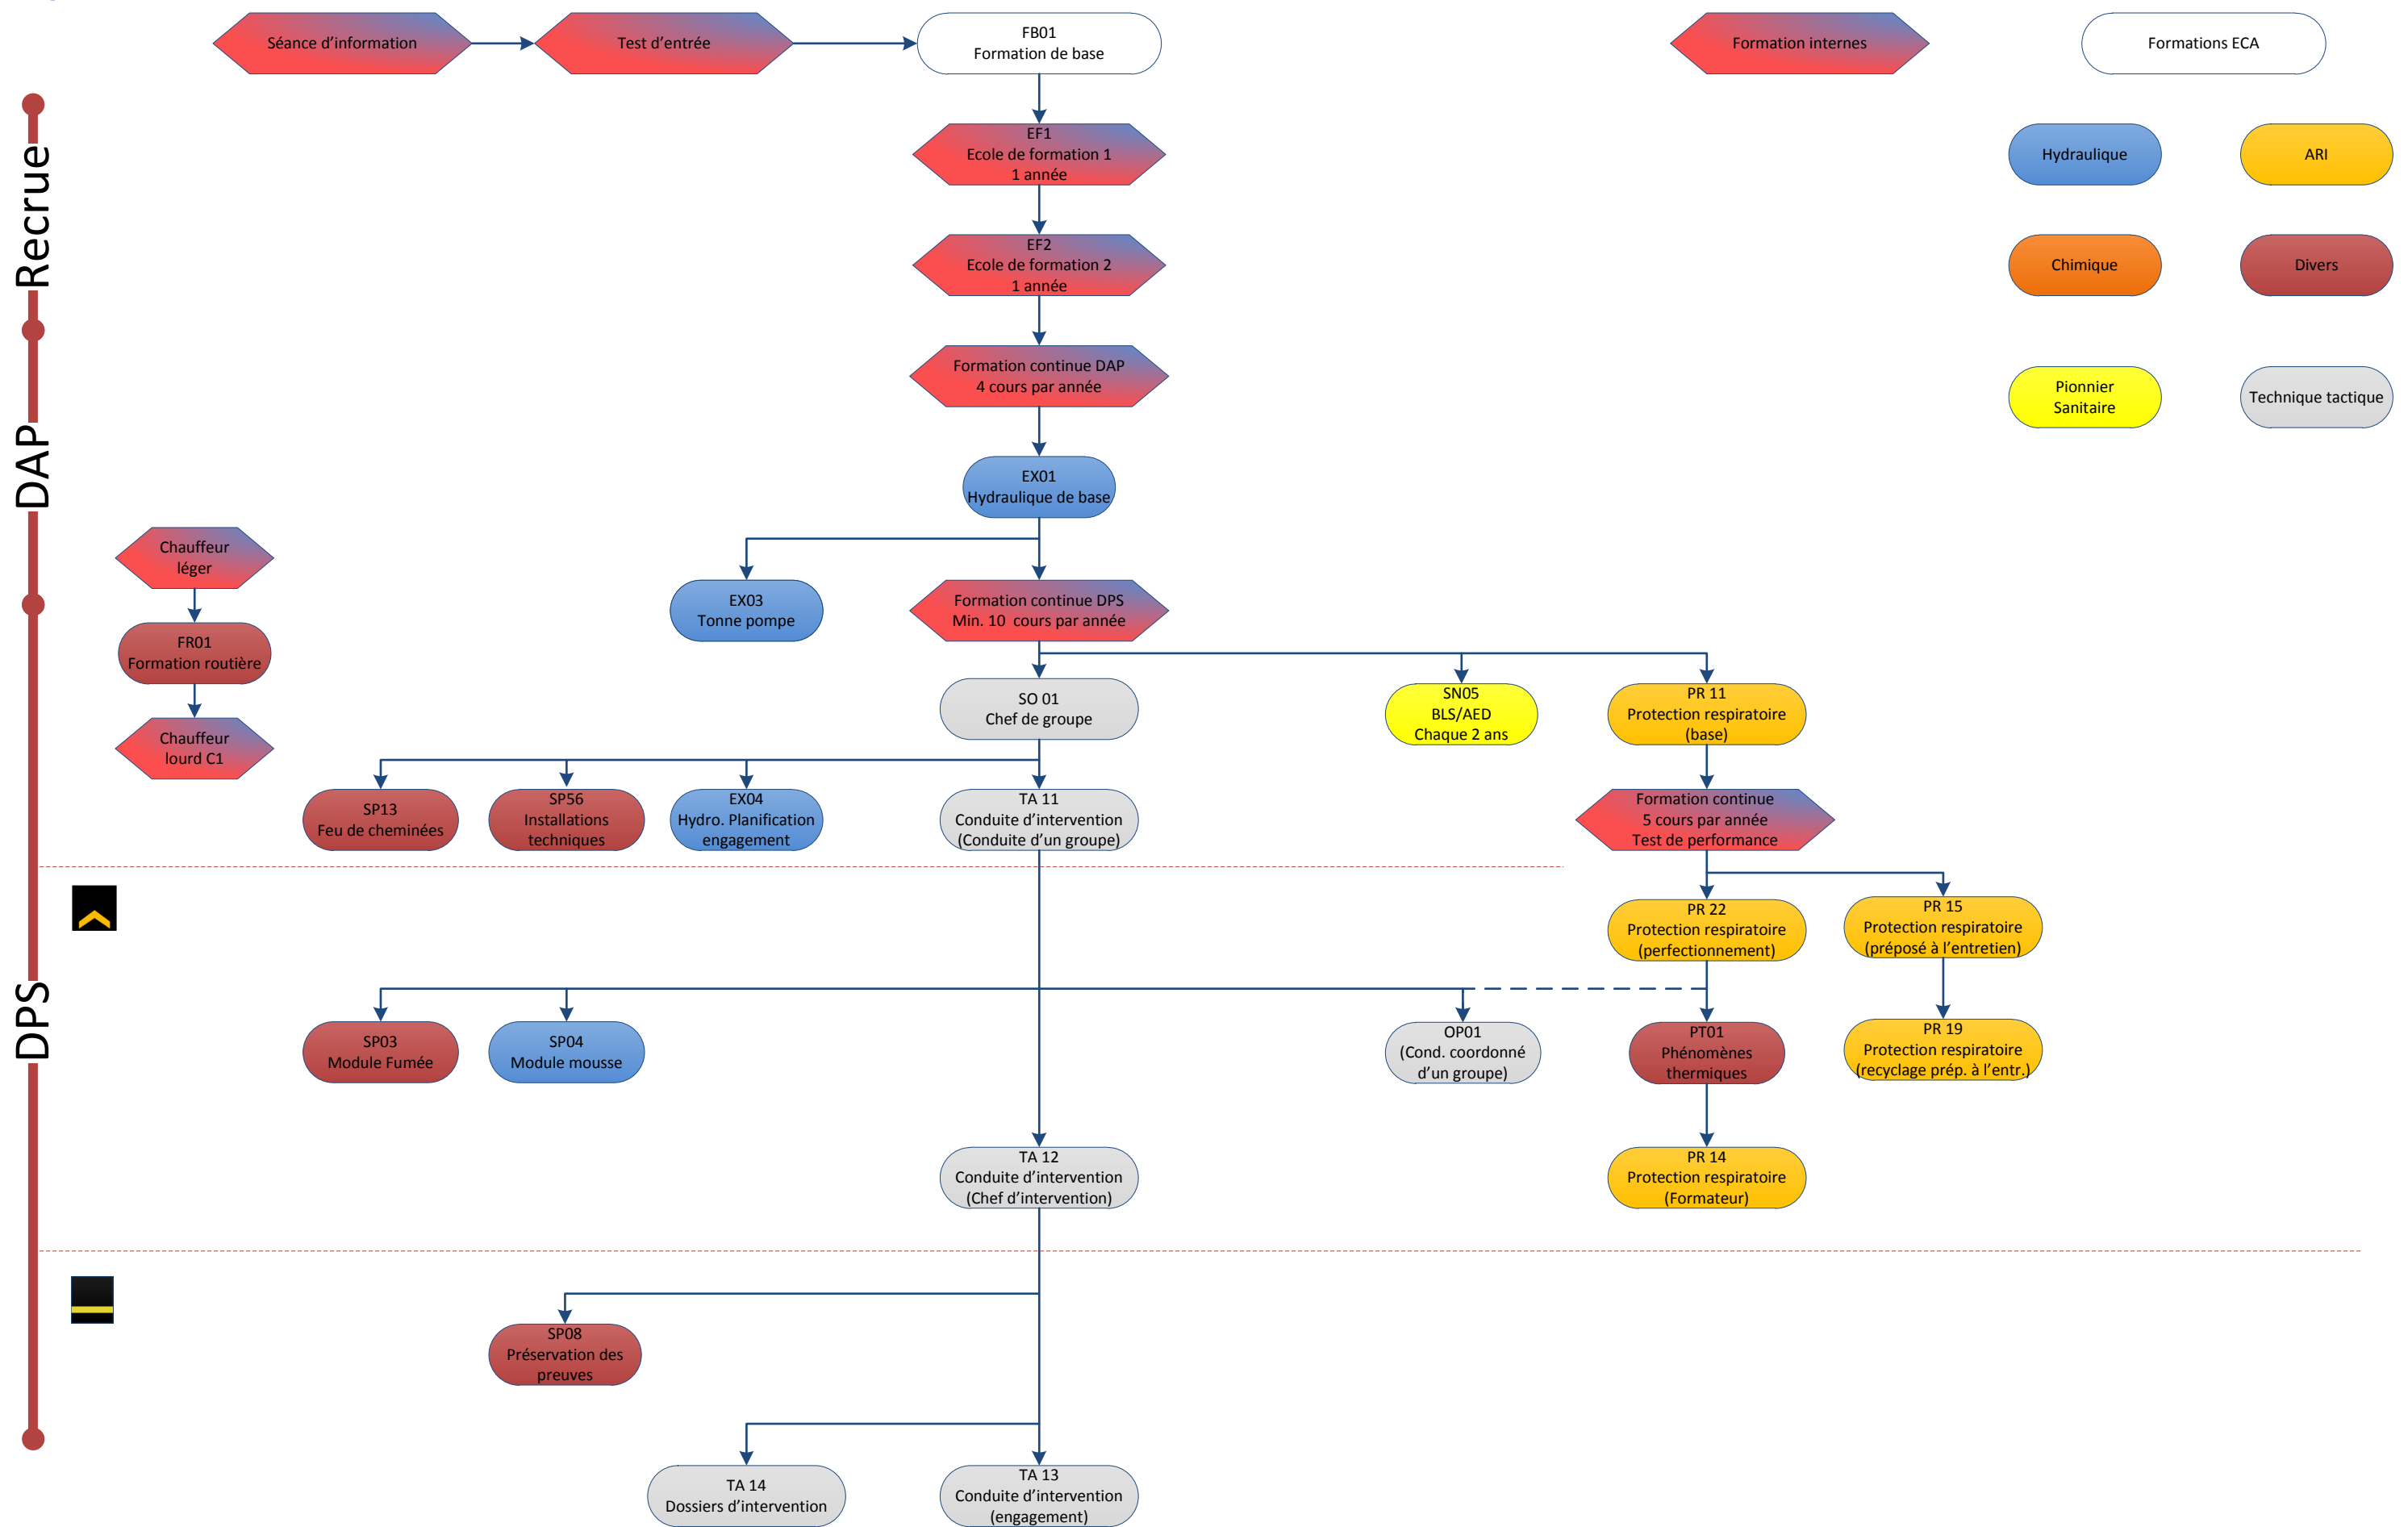 Séance d’information
Test d’entrée
FB01
Formation de base
Formation internes
Formations ECA
Recrue
EF1
Ecole de formation 1
1 année
Hydraulique
ARI
EF2
Ecole de formation 2
1 année
Chimique
Divers
DAP
Formation continue DAP
4 cours par année
Pionnier
Sanitaire
Technique tactique
EX01
Hydraulique de base
Chauffeur
léger
EX03
Tonne pompe
Formation continue DPS
Min. 10  cours par année
FR01
Formation routière
SO 01
Chef de groupe
SN05
BLS/AED
Chaque 2 ans
PR 11
Protection respiratoire
(base)
Chauffeur
lourd C1
SP13
Feu de cheminées
SP56
Installations
techniques
EX04
Hydro. Planification
engagement
TA 11
Conduite d’intervention
(Conduite d’un groupe)
Formation continue
5 cours par année
Test de performance
DPS
PR 22
Protection respiratoire
(perfectionnement)
PR 15
Protection respiratoire
(préposé à l’entretien)
SP03
Module Fumée
SP04
Module mousse
OP01
(Cond. coordonné
d’un groupe)
PT01
Phénomènes
thermiques
PR 19
Protection respiratoire
(recyclage prép. à l’entr.)
TA 12
Conduite d’intervention
(Chef d’intervention)
PR 14
Protection respiratoire
(Formateur)
SP08
Préservation des
preuves
TA 14
Dossiers d’intervention
TA 13
Conduite d’intervention
(engagement)